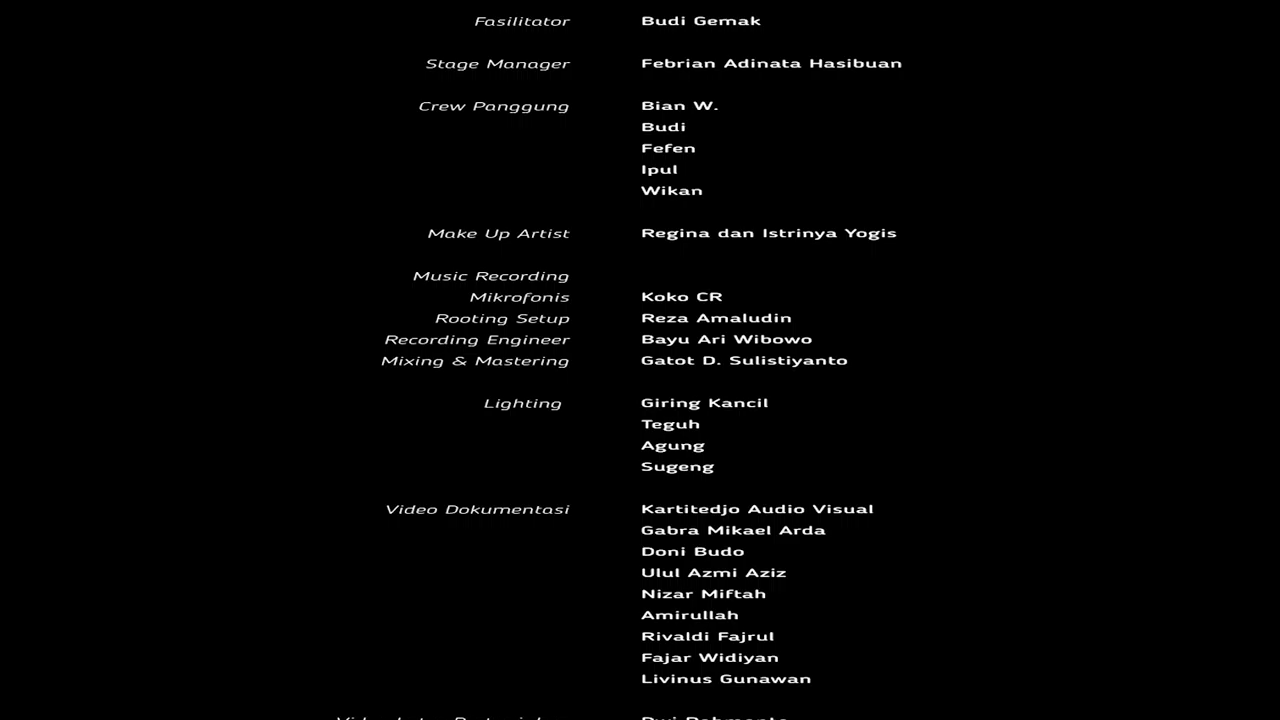 Fasilitator Budi Gemak
Stage Manager Febrian Adinata Hasibuan
Crew Panggung Bian W.
Budi
Fefen
Ipul
Wikan
Make Up Artist Regina dan Istrinya Yogis
Music Recording
Mikrofonis Koko CR
Rooting Setup Reza Amaludin
Recording Engineer Bayu Ari Wibowo
Mixing & Mastering Gatot D. Sulistiyanto
Lighting Giring Kancil
Teguh
Agung
Sugeng
Video Dokumentasi Kartitedjo Audio Visual
Gabra Mikael Arda
Doni Budo
Ulul Azmi Aziz
Nizar Miftah
Amirullah
Rivaldi Fajrul
Fajar Widiyan
Livinus Gunawan